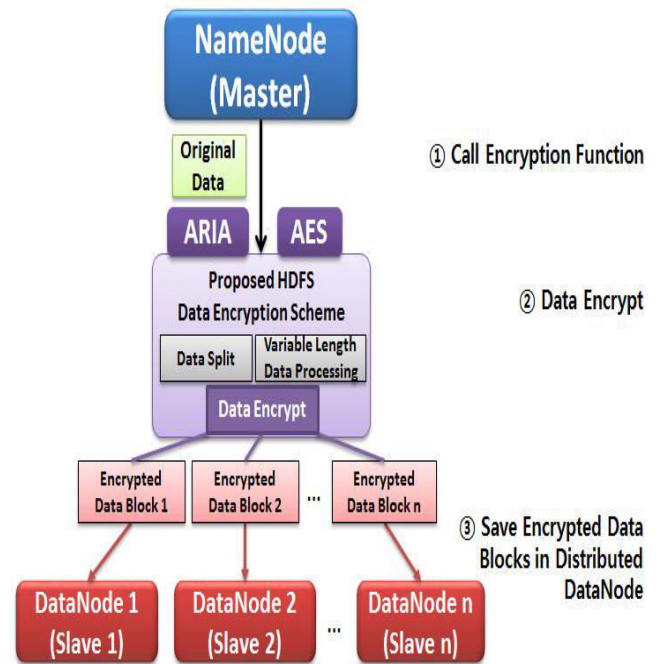 NameNode
(Master)
Original
Data
① Call Encryption Function
ARIA
AES
Proposed HDFS
Data Encryption Scheme
② Data Encrypt
Data Split
Variable Length
Data Processing
Data Encrypt
Encrypted
Data Block 1
Encrypted
Data Block 2
...
Encrypted
Data Block n
③ Save Encrypted Data
Blocks in Distributed
DataNode
DataNode 1
(Slave 1)
DataNode 2
(Slave 2)
...
DataNode n
(Slave n)